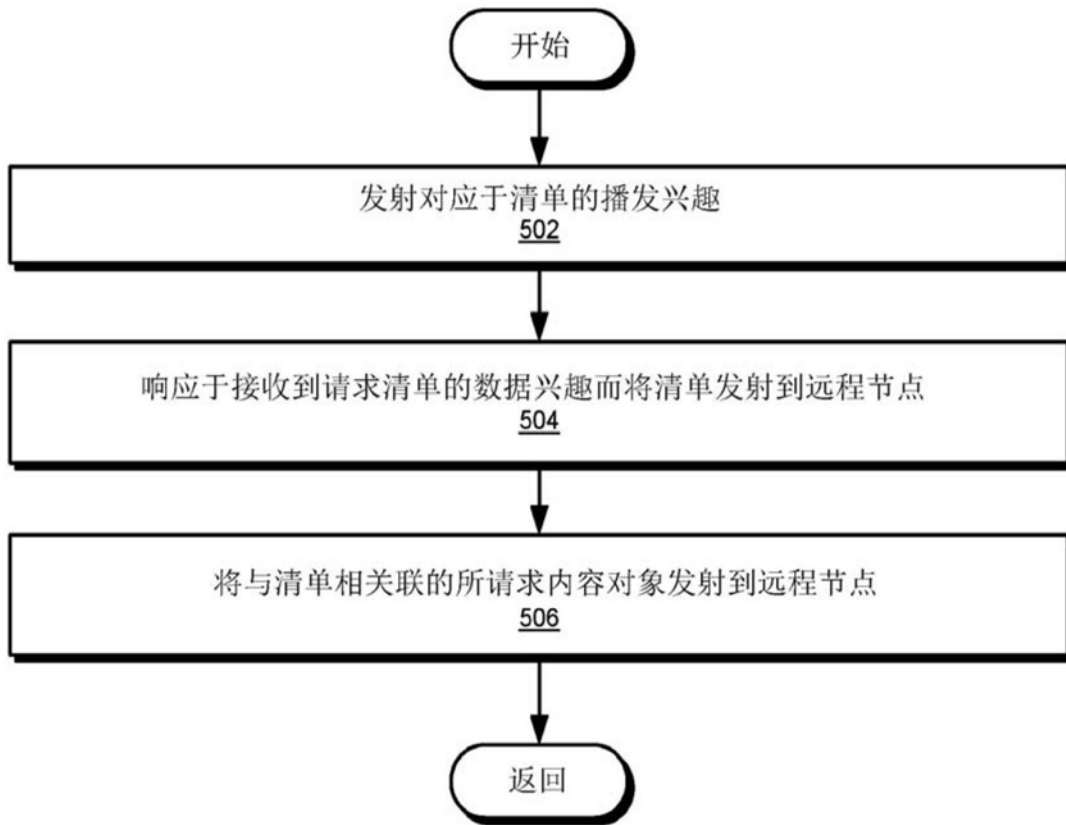 开始
发射对应于清单的播发兴趣
502
响应于接收到请求清单的数据兴趣而将清单发射到远程节点
504
将与清单相关联的所请求内容对象发射到远程节点
506
返回